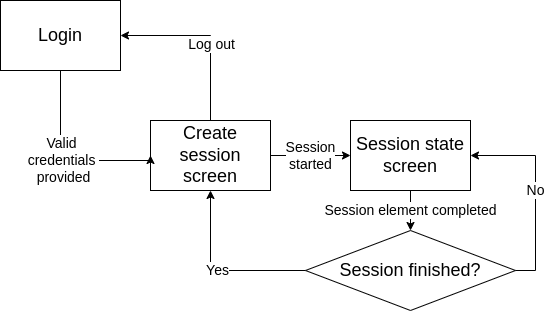 Login
Log out
Valid
credentials
provided
Create
session
screen
Session
started
Session state
screen
No
Session element completed
Session finished?
Yes